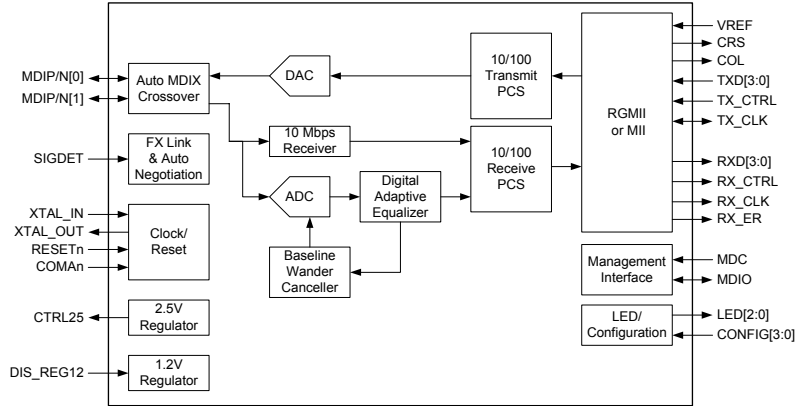 MDIP/N[0]
MDIP/N[1]
SIGDET
XTAL_IN
XTAL_OUT
RESETn
COMAn
CTRL25
DIS_REG12
Auto MDIX
Crossover
FX Link
& Auto
Negotiation
Clock/
Reset
2.5V
Regulator
1.2V
Regulator
DAC
10 Mbps
Receiver
ADC
Baseline
Wander
Canceller
Digital
Adaptive
Equalizer
10/100
Transmit
PCS
10/100
Receive
PCS
RGMII
or MII
Management
Interface
LED/
Configuration
VREF
CRS
COL
TXD[3:0]
TX_CTRL
TX_CLK
RXD[3:0]
RX_CTRL
RX_CLK
RX_ER
MDC
MDIO
LED[2:0]
CONFIG[3:0]